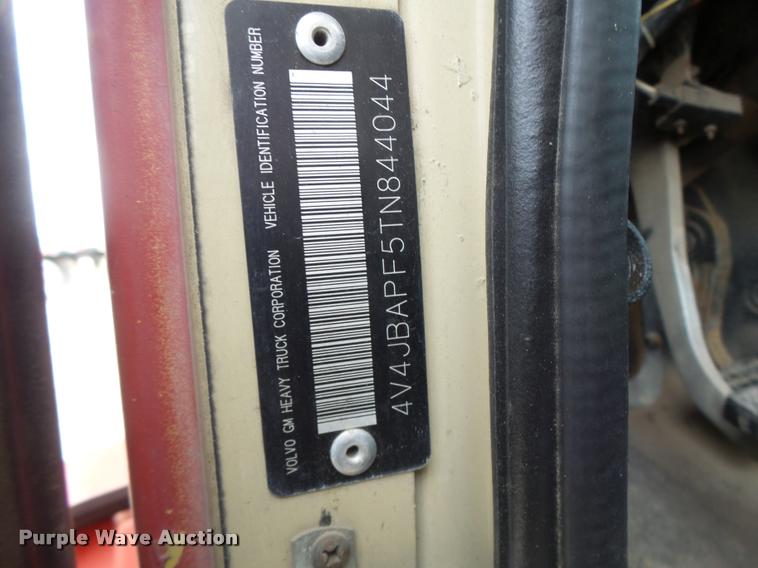 VOLVO GM HEAVY TRUCK CORPORATION VEHICLE IDENTIFICATION NUMBER
4V4JBAPF5TN844044
Purple Wave Auction